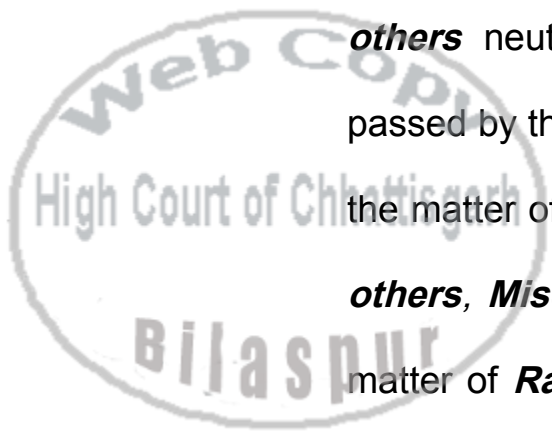 others neut
passed by th
the matter of
others, Mis
matter of Ra
Web Copy
High Court of Chhattisgarh
Bilaspur